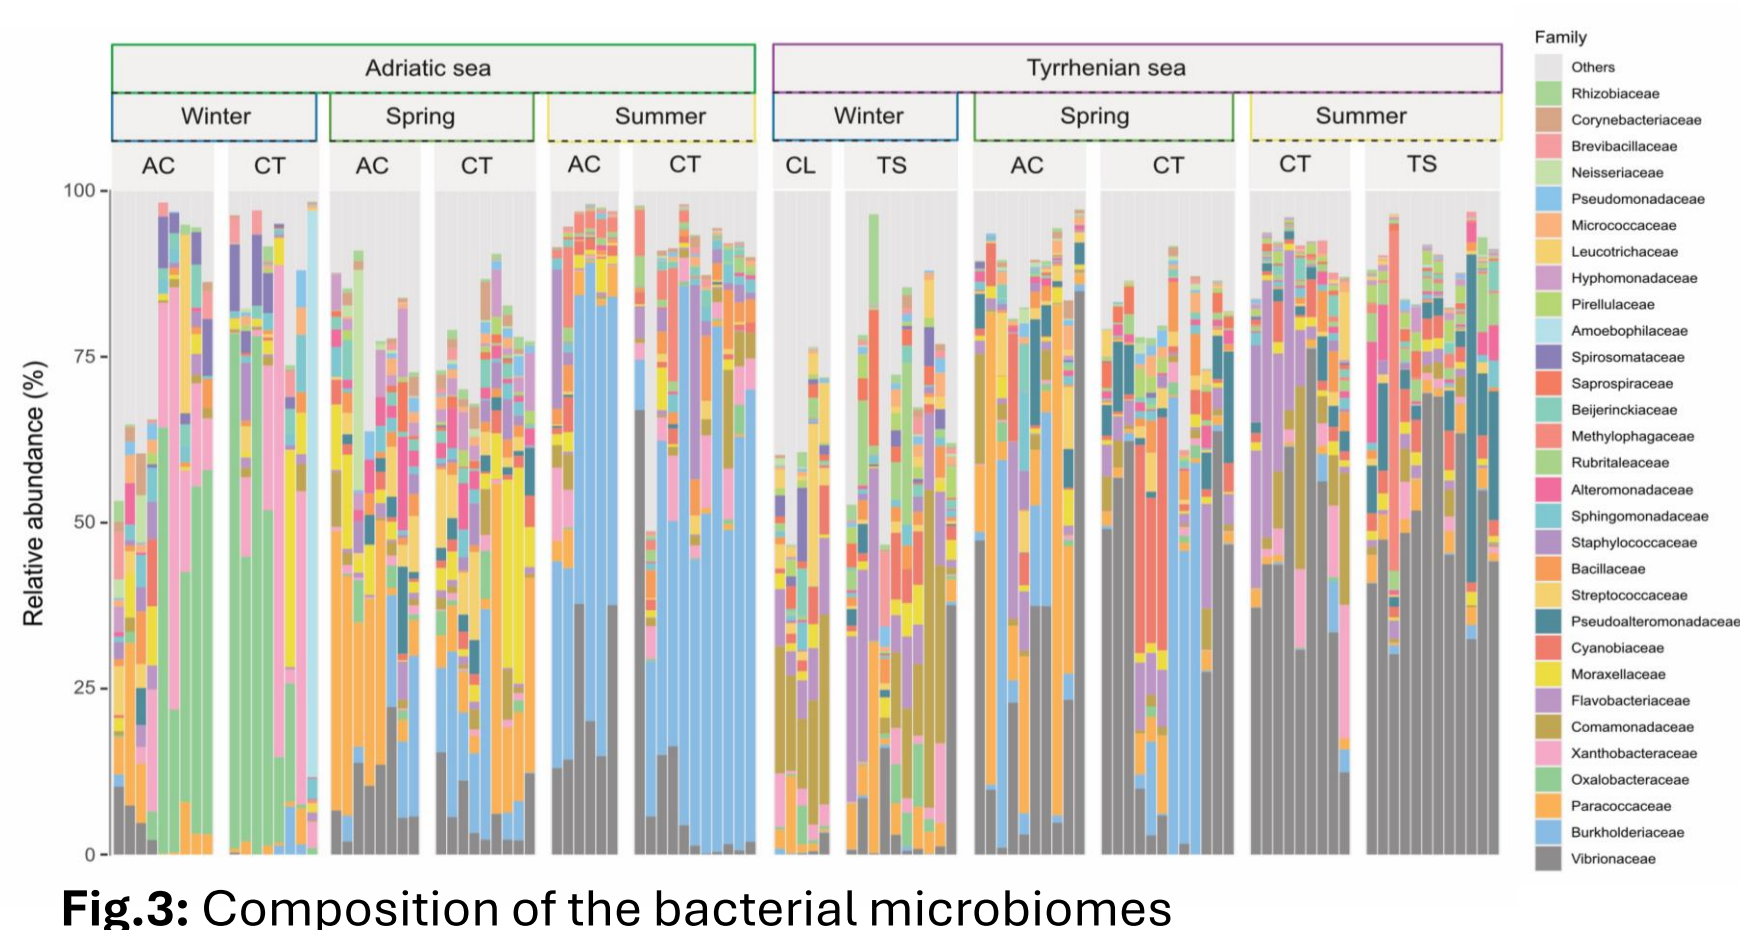 Adriatic sea Tyrrhenian sea
Winter Spring Summer Winter Spring Summer
AC CT AC CT AC CT CL TS AC CT CT TS
Relative abundance (%)
100
75
50
25
0
Family
Others
Rhizobiaceae
Corynebacteriaceae
Brevibacillaceae
Neisseriaceae
Pseudomonadaceae
Micrococcaceae
Leucotrichaceae
Hyphomonadaceae
Pirellulaceae
Amoebophilaceae
Spirosomataceae
Saprospiraceae
Beijerinckiaceae
Methylophagaceae
Rubritaleaceae
Alteromonadaceae
Sphingomonadaceae
Staphylococcaceae
Bacillaceae
Streptococcaceae
Pseudoalteromonadaceae
Cyanobiaceae
Moraxellaceae
Flavobacteriaceae
Comamonadaceae
Xanthobacteraceae
Oxalobacteraceae
Paracoccaceae
Burkholderiaceae
Vibrionaceae
Fig.3: Composition of the bacterial microbiomes